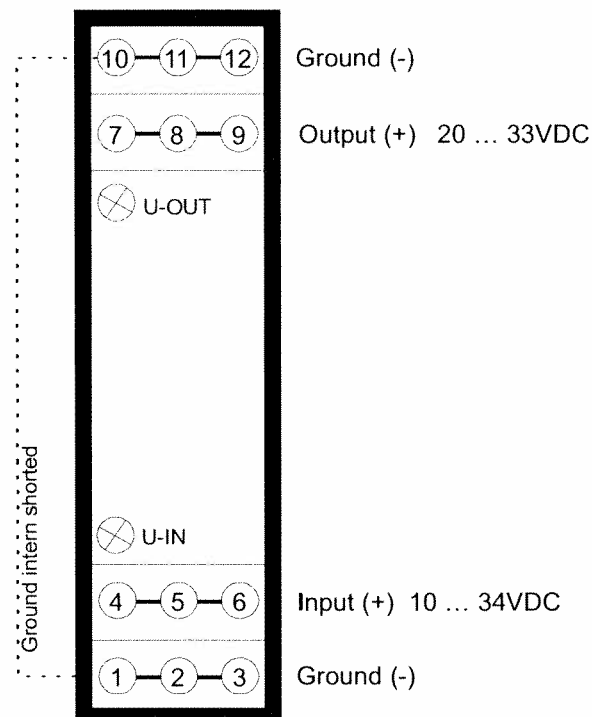 10 11 12 Ground (-)
7 8 9 Output (+) 20 ... 33VDC
U-OUT
Ground intern shorted
U-IN
4 5 6 Input (+) 10 ... 34VDC
1 2 3 Ground (-)